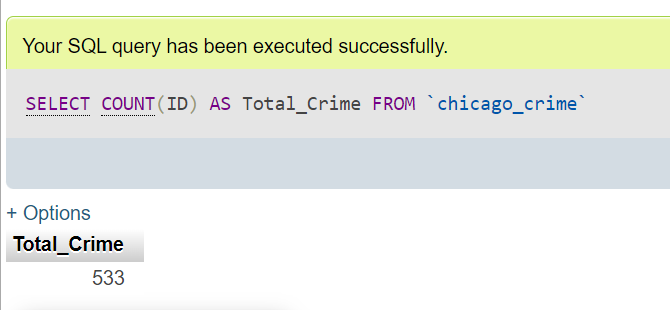 Your SQL query has been executed successfully.
SELECT COUNT(ID) AS Total_Crime FROM `chicago_crime`
+ Options
Total_Crime
533